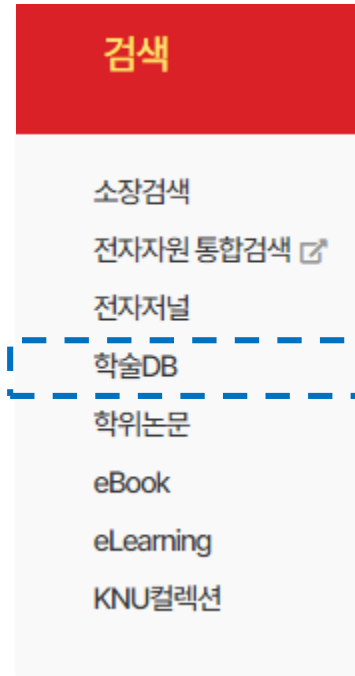 검색
소장검색
전자자원 통합검색
전자저널
학술DB
학위논문
eBook
eLearning
KNU컬렉션